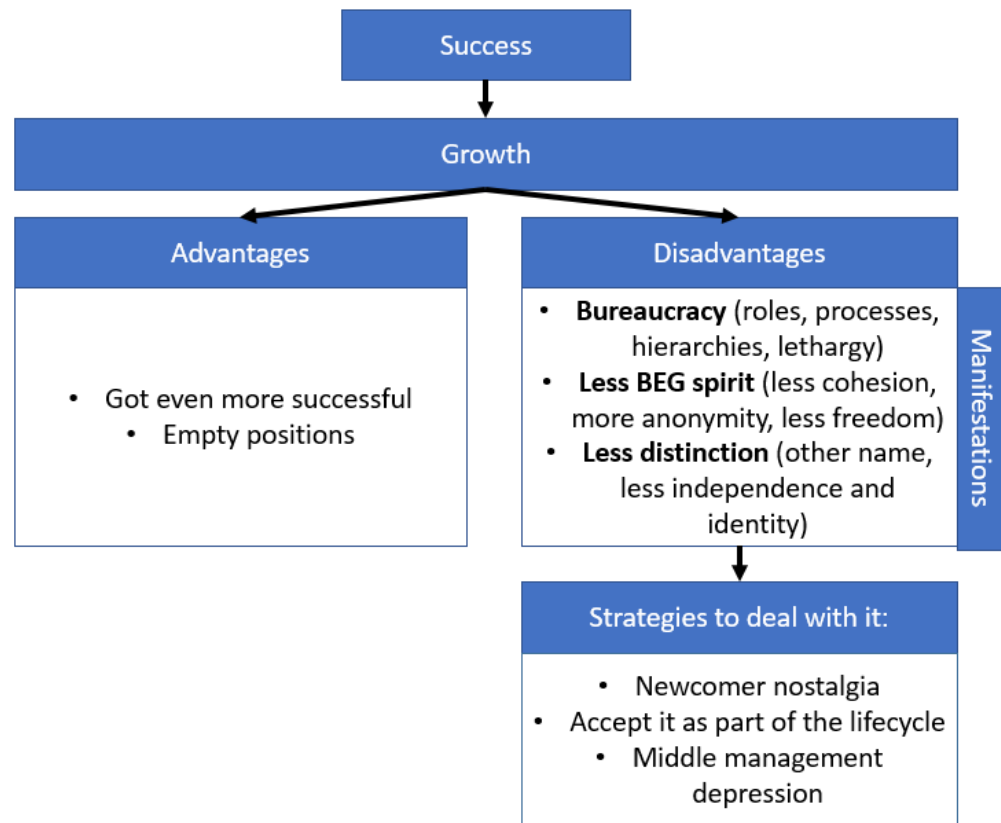 Success
Growth
Advantages
• Got even more successful
• Empty positions
Disadvantages
• Bureaucracy (roles, processes,
hierarchies, lethargy)
• Less BEG spirit (less cohesion,
more anonymity, less freedom)
• Less distinction (other name,
less independence and
identity)
Manifestations
Strategies to deal with it:
• Newcomer nostalgia
• Accept it as part of the lifecycle
• Middle management
depression